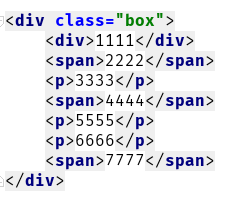 <div class="box">
    <div>1111</div>
    <span>2222</span>
    <p>3333</p>
    <span>4444</span>
    <p>5555</p>
    <p>6666</p>
    <span>7777</span>
</div>